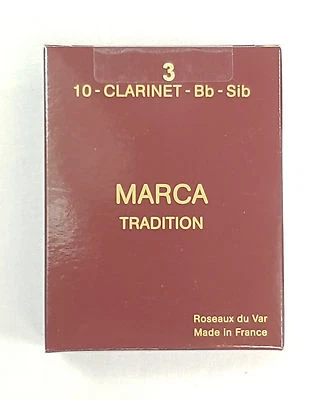 3
10 - CLARINET - Bb - Sib
MARCA
TRADITION
Roseaux du Var
Made in France